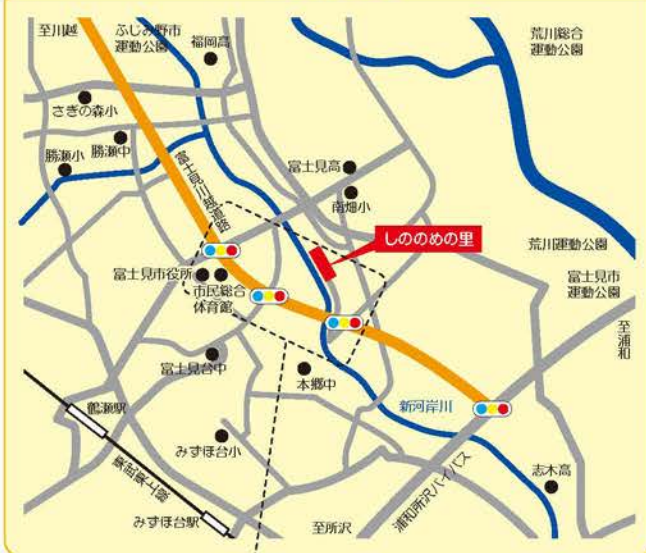 至川越
ふじみ野市
運動公園
福岡高
荒川総合
運動公園
さぎの森小
勝瀬中
勝瀬小
富士見川越道路
富士見高
南畑小
しののめの里
荒川運動公園
富士見市役所
市民総合
体育館
富士見市
運動公園
至浦和
富士見台中
本郷中
鶴瀬駅
新河岸川
みずほ台小
東武東上線
浦和所沢バイパス
志木高
みずほ台駅
至所沢